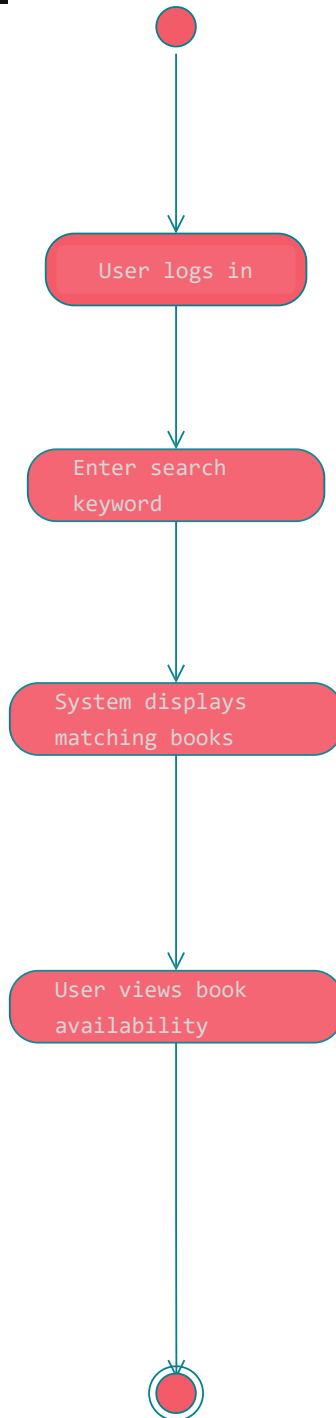 User logs in
Enter search
keyword
System displays
matching books
User views book
availability